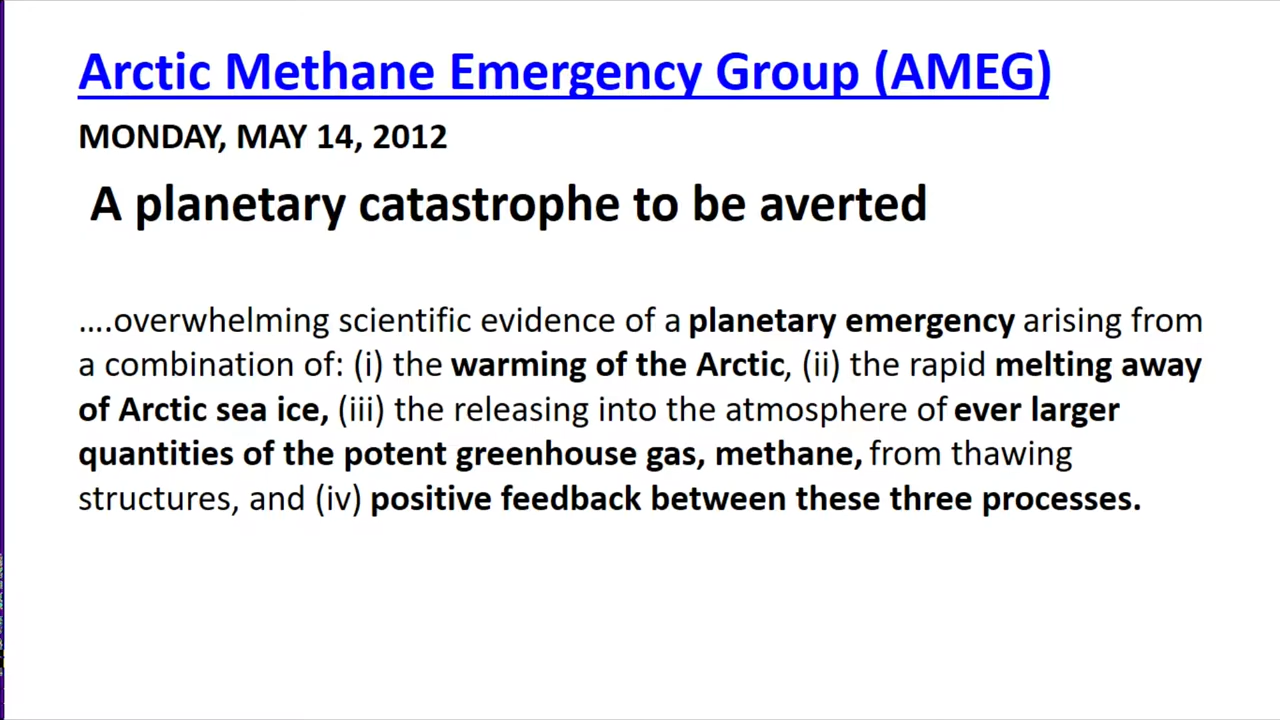 Arctic Methane Emergency Group (AMEG)
MONDAY, MAY 14, 2012
A planetary catastrophe to be averted
....overwhelming scientific evidence of a planetary emergency arising from
a combination of: (i) the warming of the Arctic, (ii) the rapid melting away
of Arctic sea ice, (iii) the releasing into the atmosphere of ever larger
quantities of the potent greenhouse gas, methane, from thawing
structures, and (iv) positive feedback between these three processes.